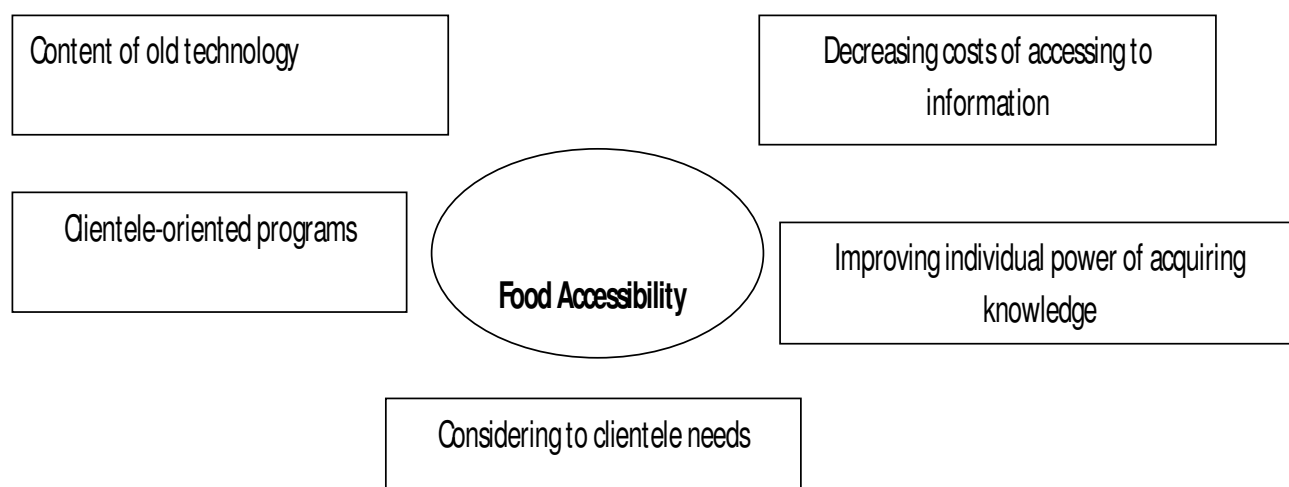 Content of old technology
Decreasing costs of accessing to
information
Clientele-oriented programs
Food Accessibility
Improving individual power of acquiring
knowledge
Considering to clientele needs